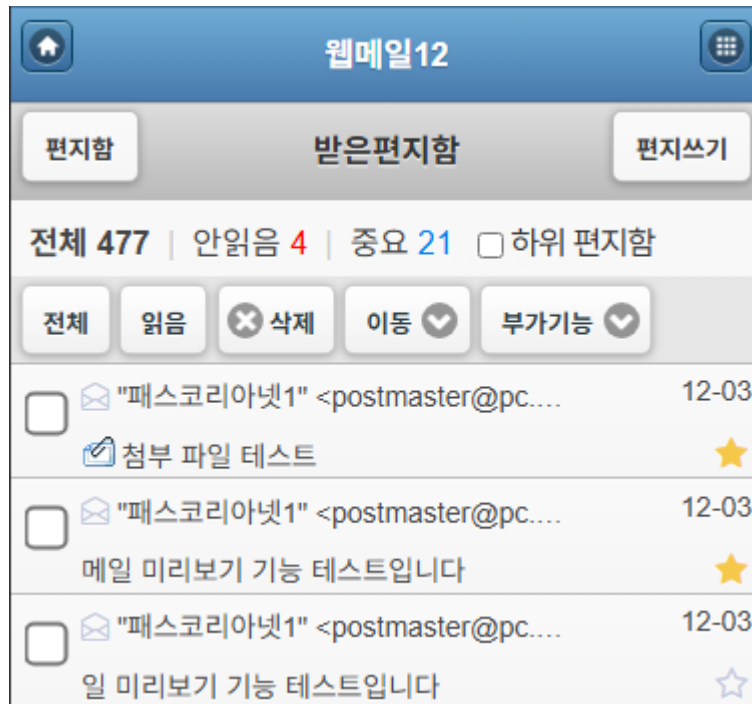 웹메일12
편지함 받은편지함 편지쓰기
전체 477 | 안읽음 4 | 중요 21 하위 편지함
전체 읽음 삭제 이동 부가기능
"패스코리아넷1" <postmaster@pc.... 12-03
첨부 파일 테스트
"패스코리아넷1" <postmaster@pc.... 12-03
메일 미리보기 기능 테스트입니다
"패스코리아넷1" <postmaster@pc.... 12-03
일 미리보기 기능 테스트입니다